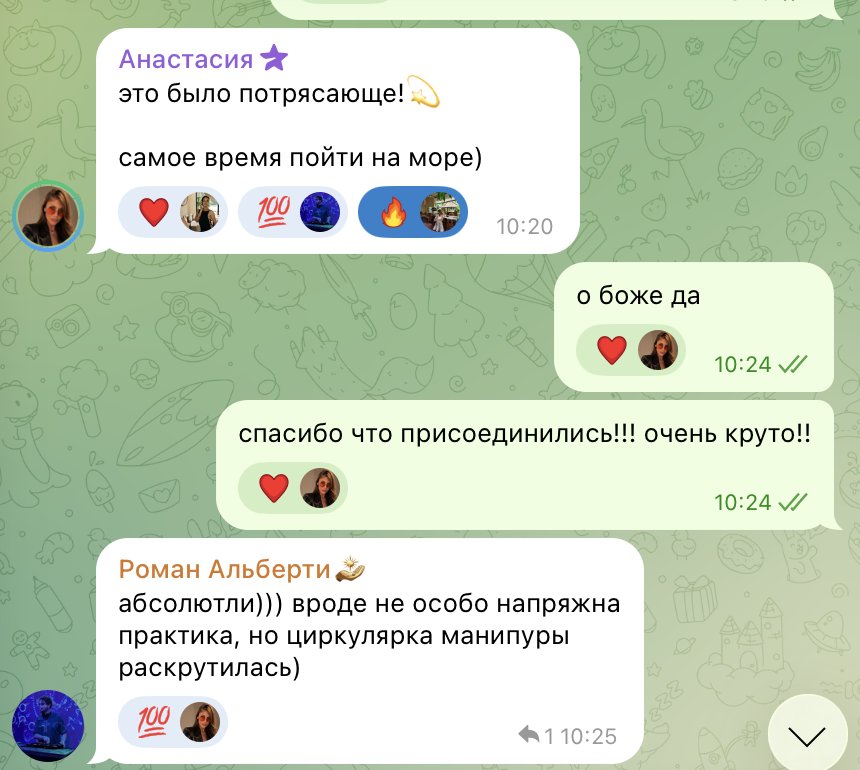 Анастасия
это было потрясающе!💫
самое время пойти на море)
💯
10:20
о боже да
10:24
спасибо что присоединились!!! очень круто!!
10:24
Роман Альберти
абсолютли))) вроде не особо напряжна
практика, но циркулярка манипуры
раскрутилась)
💯
1 10:25